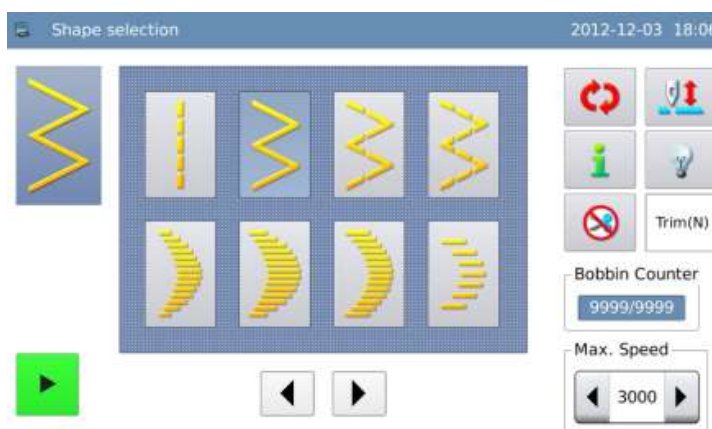 Shape selection 2012-12-03 18:06
Trim(N)
Bobbin Counter
9999/9999
Max. Speed
3000